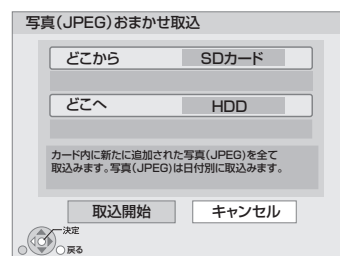 写真(JPEG)おまかせ取込
どこから SDカード
どこへ HDD
カード内に新たに追加された写真(JPEG)を全て
取込みます。写真(JPEG)は日付別に取込みます。
取込開始 キャンセル
決定
戻る